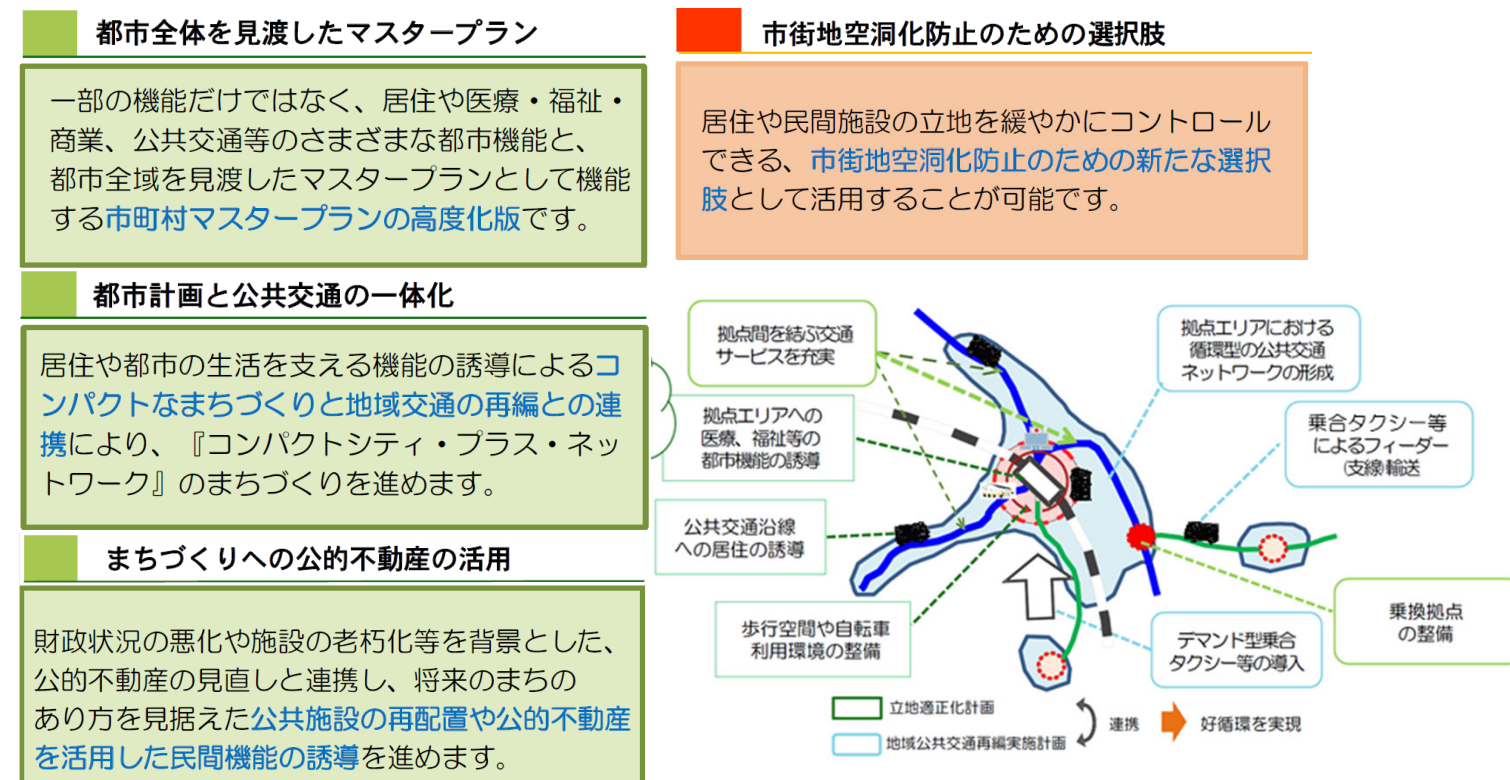 都市全体を見渡したマスタープラン
一部の機能だけではなく、居住や医療・福祉・
商業、公共交通等のさまざまな都市機能と、
都市全域を見渡したマスタープランとして機能
する市町村マスタープランの高度化版です。
都市計画と公共交通の一体化
居住や都市の生活を支える機能の誘導によるコ
ンパクトなまちづくりと地域交通の再編との連
携により、『コンパクトシティ・プラス・ネッ
トワーク』のまちづくりを進めます。
まちづくりへの公的不動産の活用
財政状況の悪化や施設の老朽化等を背景とした、
公的不動産の見直しと連携し、将来のまちの
あり方を見据えた公共施設の再配置や公的不動産
を活用した民間機能の誘導を進めます。
市街地空洞化防止のための選択肢
居住や民間施設の立地を緩やかにコントロール
できる、市街地空洞化防止のための新たな選択
肢として活用することが可能です。
拠点間を結ぶ交通
サービスを充実
拠点エリアへの
医療、福祉等の
都市機能の誘導
公共交通沿線
への居住の誘導
歩行空間や自転車
利用環境の整備
拠点エリアにおける
循環型の公共交通
ネットワークの形成
乗合タクシー等
によるフィーダー
(支線)輸送
乗換拠点
の整備
デマンド型乗合
タクシー等の導入
立地適正化計画
地域公共交通再編実施計画
連携
好循環を実現